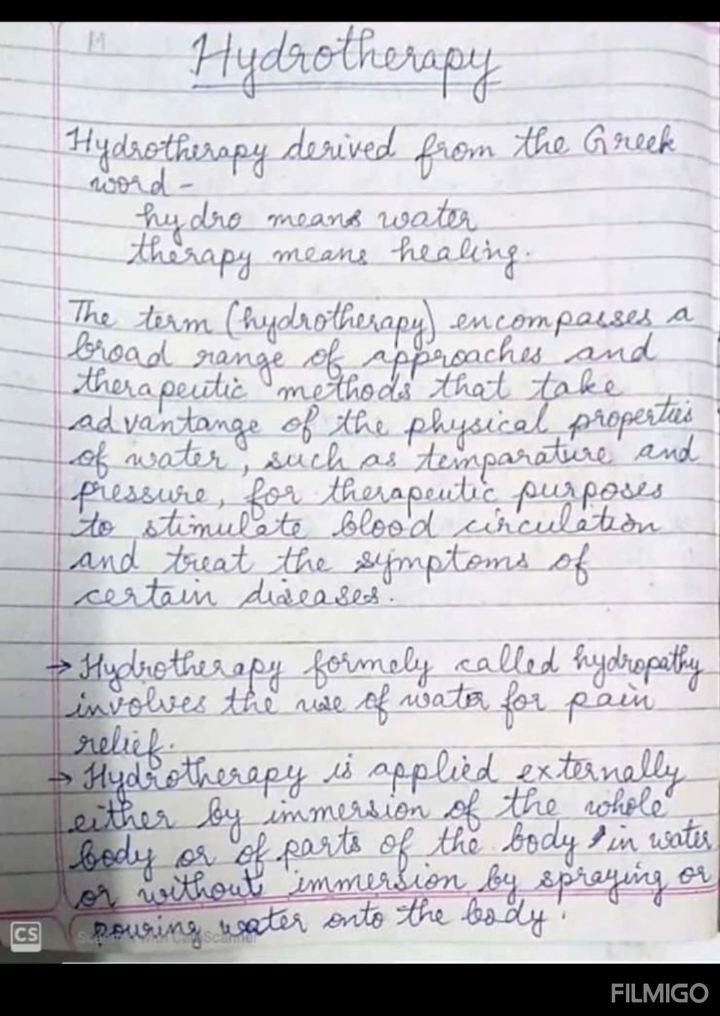 Hydrotherapy
Hydrotherapy derived from the Greek
word -
hydro means water
therapy means healing.
The term (hydrotherapy) encompasses a
broad range of approaches and
therapeutic methods that take
advantange of the physical properties
of water, such as temparature and
pressure, for therapeutic purposes
to stimulate blood circulation
and treat the symptoms of
certain diseases.
→ Hydrotherapy formely called hydropathy
involves the use of water for pain
relief.
→ Hydrotherapy is applied externally
either by immersion of the whole
body or of parts of the body in water
or without immersion by spraying or
pouring water onto the body.
CS
FILMIGO